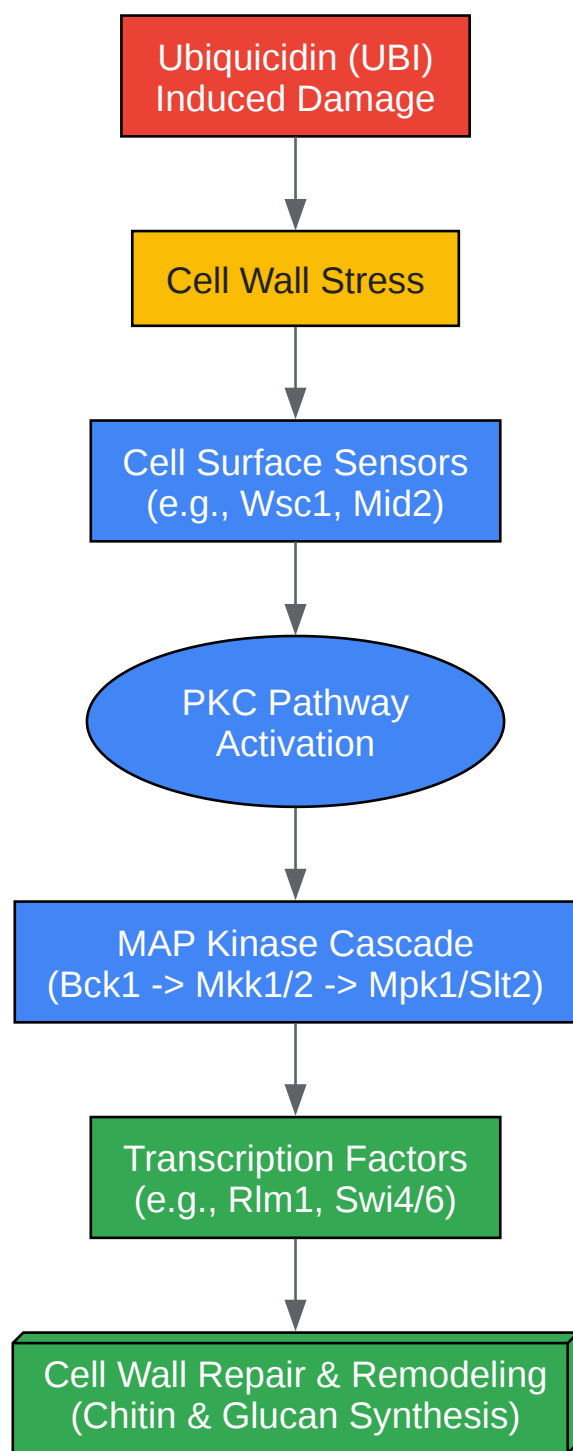 Ubiquicidin (UBI)
Induced Damage
Cell Wall Stress
Cell Surface Sensors
(e.g., Wsc1, Mid2)
PKC Pathway
Activation
MAP Kinase Cascade
(Bck1 -> Mkk1/2 -> Mpk1/Slt2)
Transcription Factors
(e.g., Rlm1, Swi4/6)
Cell Wall Repair & Remodeling
(Chitin & Glucan Synthesis)